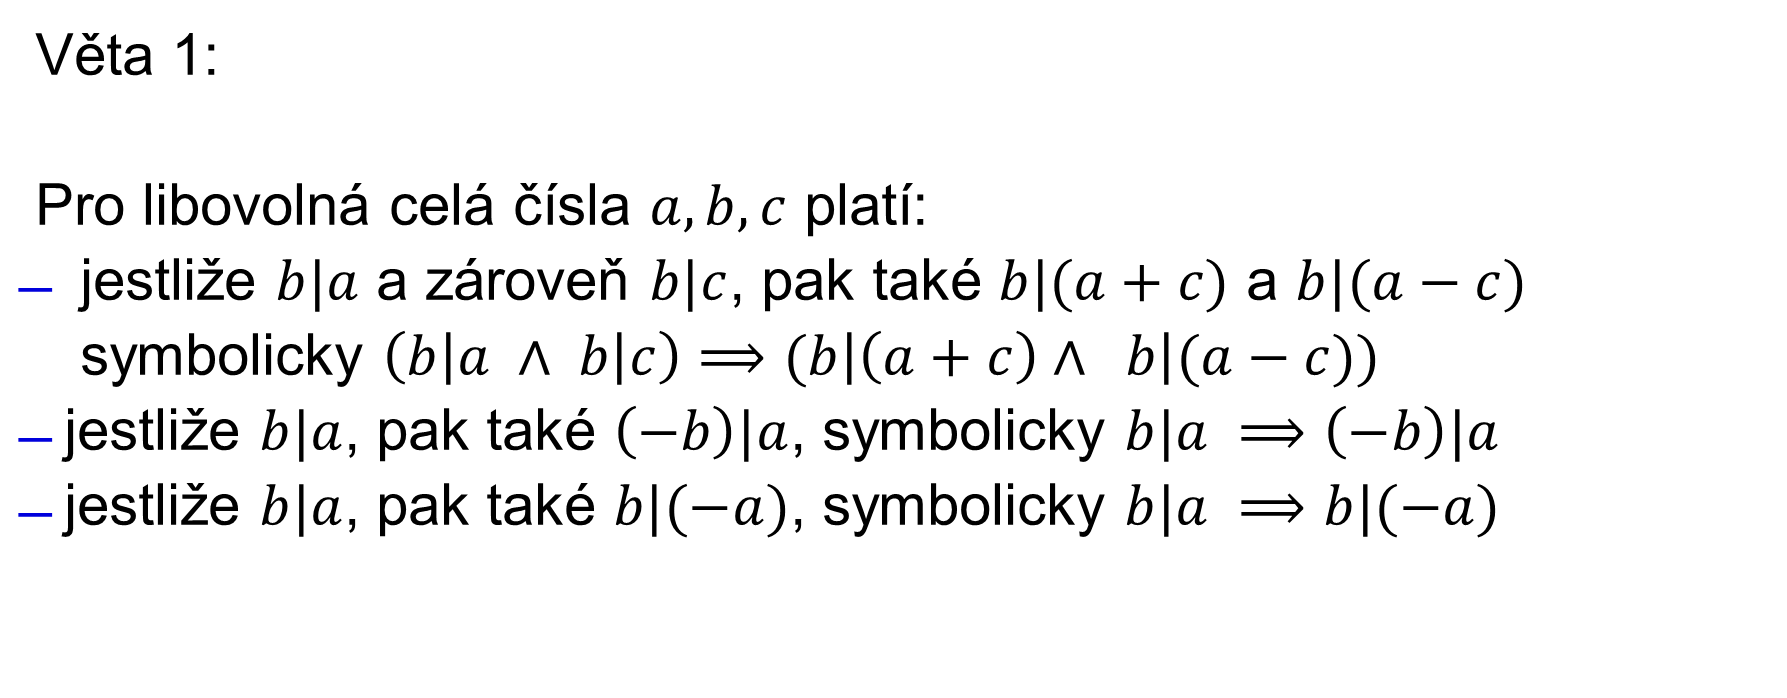 Věta 1:
Pro libovolná celá čísla a, b, c platí:
– jestliže b|a a zároveň b|c, pak také b|(a + c) a b|(a − c)
symbolicky (b|a ∧ b|c) ⟹ (b|(a + c) ∧ b|(a − c))
– jestliže b|a, pak také (−b)|a, symbolicky b|a ⟹ (−b)|a
– jestliže b|a, pak také b|(−a), symbolicky b|a ⟹ b|(−a)